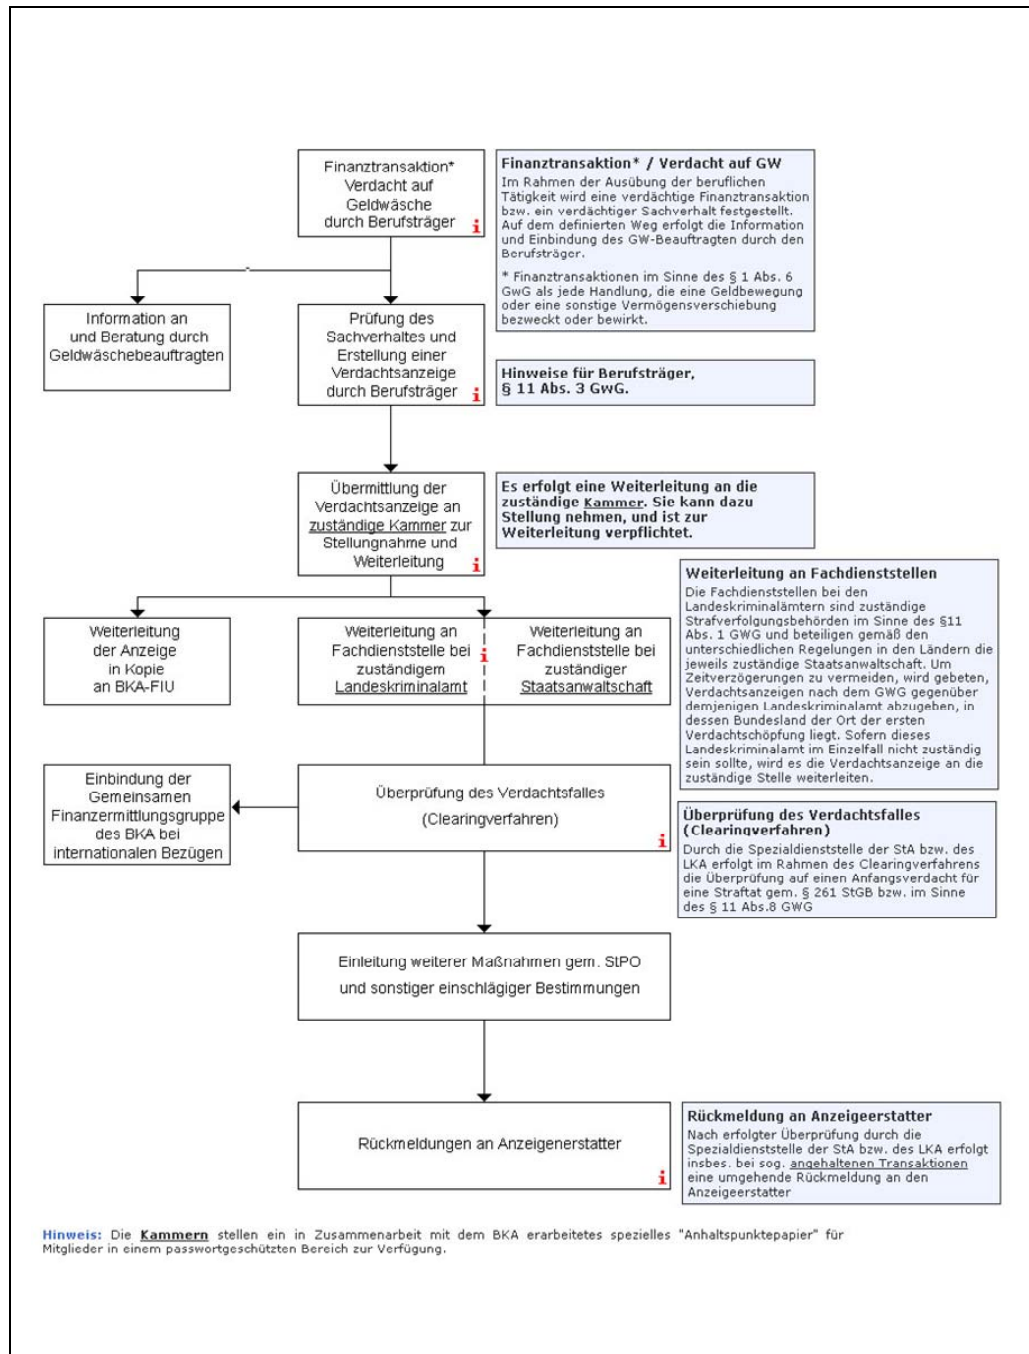 Finanztransaktion*
Verdacht auf
Geldwäsche
durch Berufsträger
i
Finanztransaktion* / Verdacht auf GW
Im Rahmen der Ausübung der beruflichen
Tätigkeit wird eine verdächtige Finanztransaktion
bzw. ein verdächtiger Sachverhalt festgestellt.
Auf dem definierten Weg erfolgt die Information
und Einbindung des GW-Beauftragten durch den
Berufsträger.
* Finanztransaktionen im Sinne des § 1 Abs. 6
GwG als jede Handlung, die eine Geldbewegung
oder eine sonstige Vermögensverschiebung
bezweckt oder bewirkt.
Information an
und Beratung durch
Geldwäschebeauftragten
Prüfung des
Sachverhaltes und
Erstellung einer
Verdachtsanzeige
durch Berufsträger
i
Hinweise für Berufsträger,
§ 11 Abs. 3 GwG.
Übermittlung der
Verdachtsanzeige an
zuständige Kammer zur
Stellungnahme und
Weiterleitung
i
Es erfolgt eine Weiterleitung an die
zuständige Kammer. Sie kann dazu
Stellung nehmen, und ist zur
Weiterleitung verpflichtet.
Weiterleitung
der Anzeige
in Kopie
an BKA-FIU
Weiterleitung an
Fachdienststelle bei
zuständigem
Landeskriminalamt
i
Weiterleitung an
Fachdienststelle bei
zuständiger
Staatsanwaltschaft
Weiterleitung an Fachdienststellen
Die Fachdienststellen bei den
Landeskriminalämtern sind zuständige
Strafverfolgungsbehörden im Sinne des §11
Abs. 1 GWG und beteiligen gemäß den
unterschiedlichen Regelungen in den Ländern die
jeweils zuständige Staatsanwaltschaft. Um
Zeitverzögerungen zu vermeiden, wird gebeten,
Verdachtsanzeigen nach dem GWG gegenüber
demjenigen Landeskriminalamt abzugeben, in
dessen Bundesland der Ort der ersten
Verdachtschöpfung liegt. Sofern dieses
Landeskriminalamt im Einzelfall nicht zuständig
sein sollte, wird es die Verdachtsanzeige an die
zuständige Stelle weiterleiten.
Einbindung der
Gemeinsamen
Finanzermittlungsgruppe
des BKA bei
internationalen Bezügen
Überprüfung des Verdachtsfalles
(Clearingverfahren)
i
Überprüfung des Verdachtsfalles
(Clearingverfahren)
Durch die Spezialdienststelle der StA bzw. des
LKA erfolgt im Rahmen des Clearingverfahrens
die Überprüfung auf einen Anfangsverdacht für
eine Straftat gem. § 261 StGB bzw. im Sinne
des § 11 Abs.8 GWG
Einleitung weiterer Maßnahmen gem. StPO
und sonstiger einschlägiger Bestimmungen
Rückmeldungen an Anzeigenerstatter
i
Rückmeldung an Anzeigeerstatter
Nach erfolgter Überprüfung durch die
Spezialdienststelle der StA bzw. des LKA erfolgt
insbes. bei sog. angehaltenen Transaktionen
eine umgehende Rückmeldung an den
Anzeigeerstatter
Hinweis: Die Kammern stellen ein in Zusammenarbeit mit dem BKA erarbeitetes spezielles "Anhaltspunktepapier" für
Mitglieder in einem passwortgeschützten Bereich zur Verfügung.